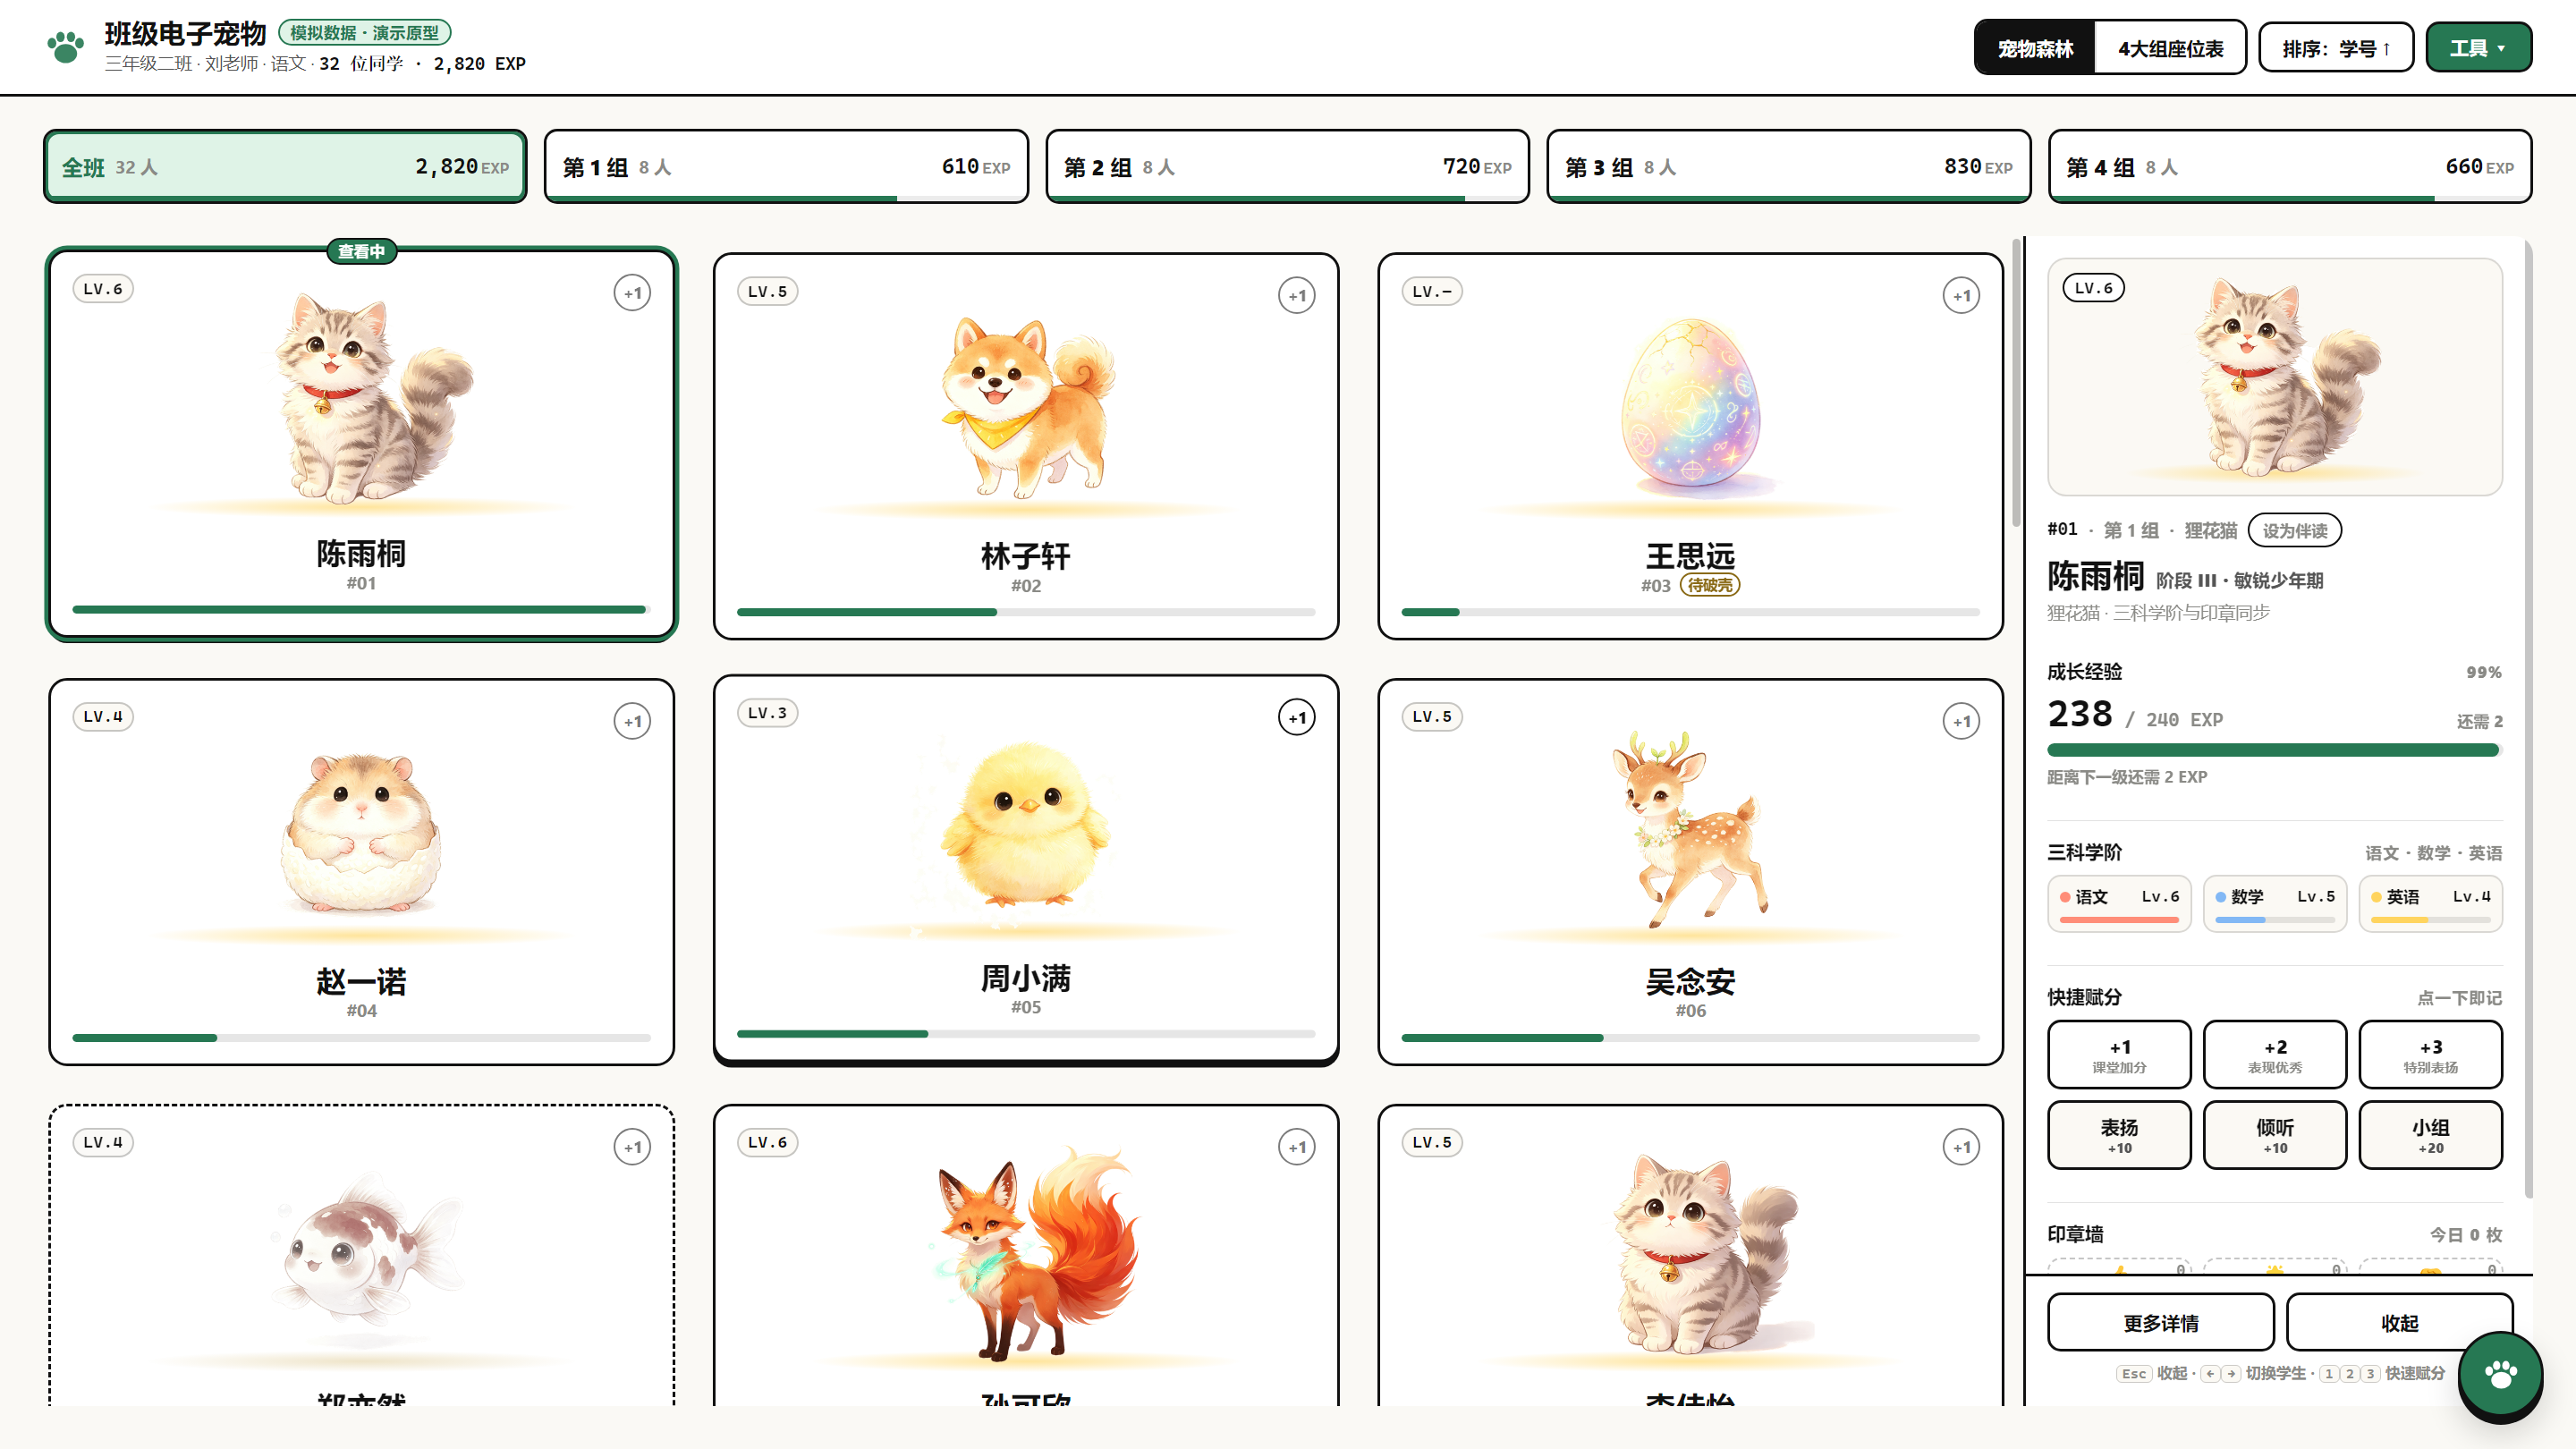 班级电子宠物 模拟数据 · 演示原型
三年级二班 · 刘老师 · 语文 · 32 位同学 · 2,820 EXP
宠物森林 4大组座位表 排序: 学号 ↑ 工具 ▼
全班 32 人 2,820 EXP
第 1 组 8 人 610 EXP
第 2 组 8 人 720 EXP
第 3 组 8 人 830 EXP
第 4 组 8 人 660 EXP
查看中
LV.6 +1
陈雨桐
#01
LV.5 +1
林子轩
#02
LV.— +1
王思远
#03 待破壳
LV.4 +1
赵一诺
#04
LV.3 +1
周小满
#05
LV.5 +1
吴念安
#06
LV.4 +1
郑亦然
LV.6 +1
孙可欣
LV.5 +1
李佳怡
LV.6
#01 · 第 1 组 · 狸花猫 设为伴读
陈雨桐 阶段 III · 敏锐少年期
狸花猫 · 三科学阶与印章同步
成长经验 99%
238 / 240 EXP 还需 2
距离下一级还需 2 EXP
三科学阶 语文 · 数学 · 英语
语文 Lv.6 数学 Lv.5 英语 Lv.4
快捷赋分 点一下即记
+1 +2 +3
课堂加分 表现优秀 特别表扬
表扬 倾听 小组
+10 +10 +20
印章墙 今日 0 枚
0 0 0
更多详情 收起
Esc 收起 · ← → 切换学生 · 1 2 3 快速赋分